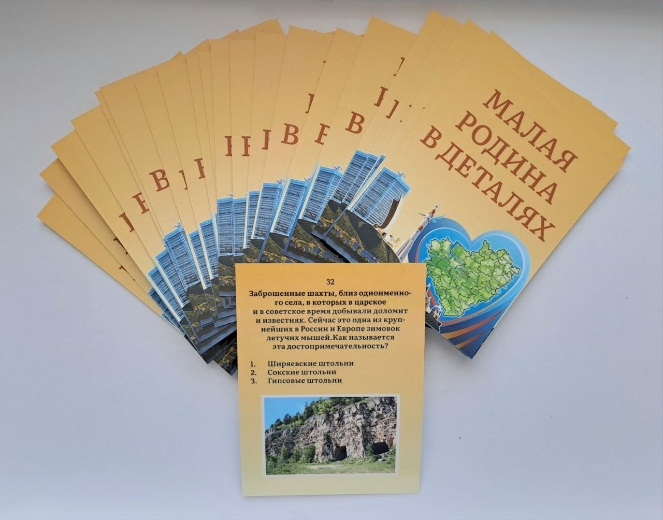 МАЛАЯ
РОДИНА
В ДЕТАЛЯХ
32
Заброшенные шахты, близ одноименно-
го села, в которых в царское
и в советское время добывали доломит
и известняк. Сейчас это одна из круп-
нейших в России и Европе зимовок
летучих мышей.Как называется
эта достопримечательность?
1. Ширяевские штольни
2. Сокские штольни
3. Гипсовые штольни